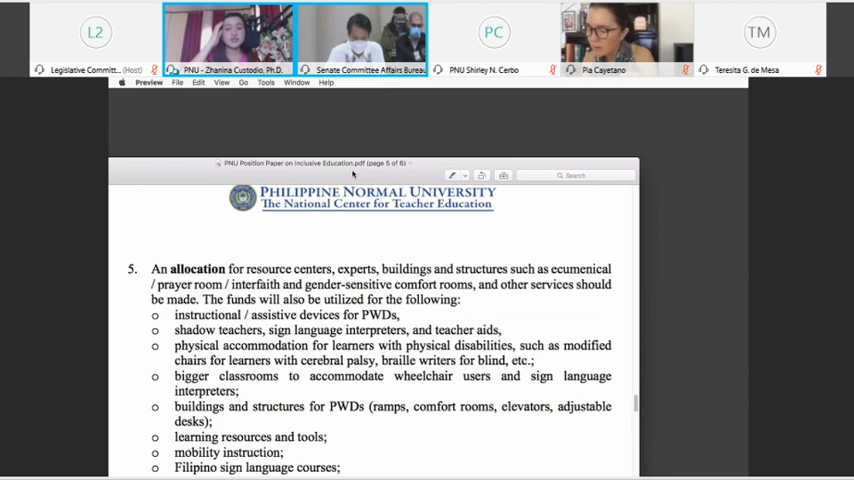 L2
PC
TM
Legislative Committ... (Host)
PNU - Zhanina Custodio, Ph.D.
Senate Committee Affairs Bureau
PNU Shirley N. Cerbo
Pia Cayetano
Teresita G. de Mesa
Preview File Edit View Go Tools Window Help
PNU Position Paper on Inclusive Education.pdf (page 5 of 6)
Search
PHILIPPINE NORMAL UNIVERSITY
The National Center for Teacher Education
5. An allocation for resource centers, experts, buildings and structures such as ecumenical
/ prayer room / interfaith and gender-sensitive comfort rooms, and other services should
be made. The funds will also be utilized for the following:
o instructional / assistive devices for PWDs,
o shadow teachers, sign language interpreters, and teacher aids,
o physical accommodation for learners with physical disabilities, such as modified
chairs for learners with cerebral palsy, braille writers for blind, etc.;
o bigger classrooms to accommodate wheelchair users and sign language
interpreters;
o buildings and structures for PWDs (ramps, comfort rooms, elevators, adjustable
desks);
o learning resources and tools;
o mobility instruction;
o Filipino sign language courses;